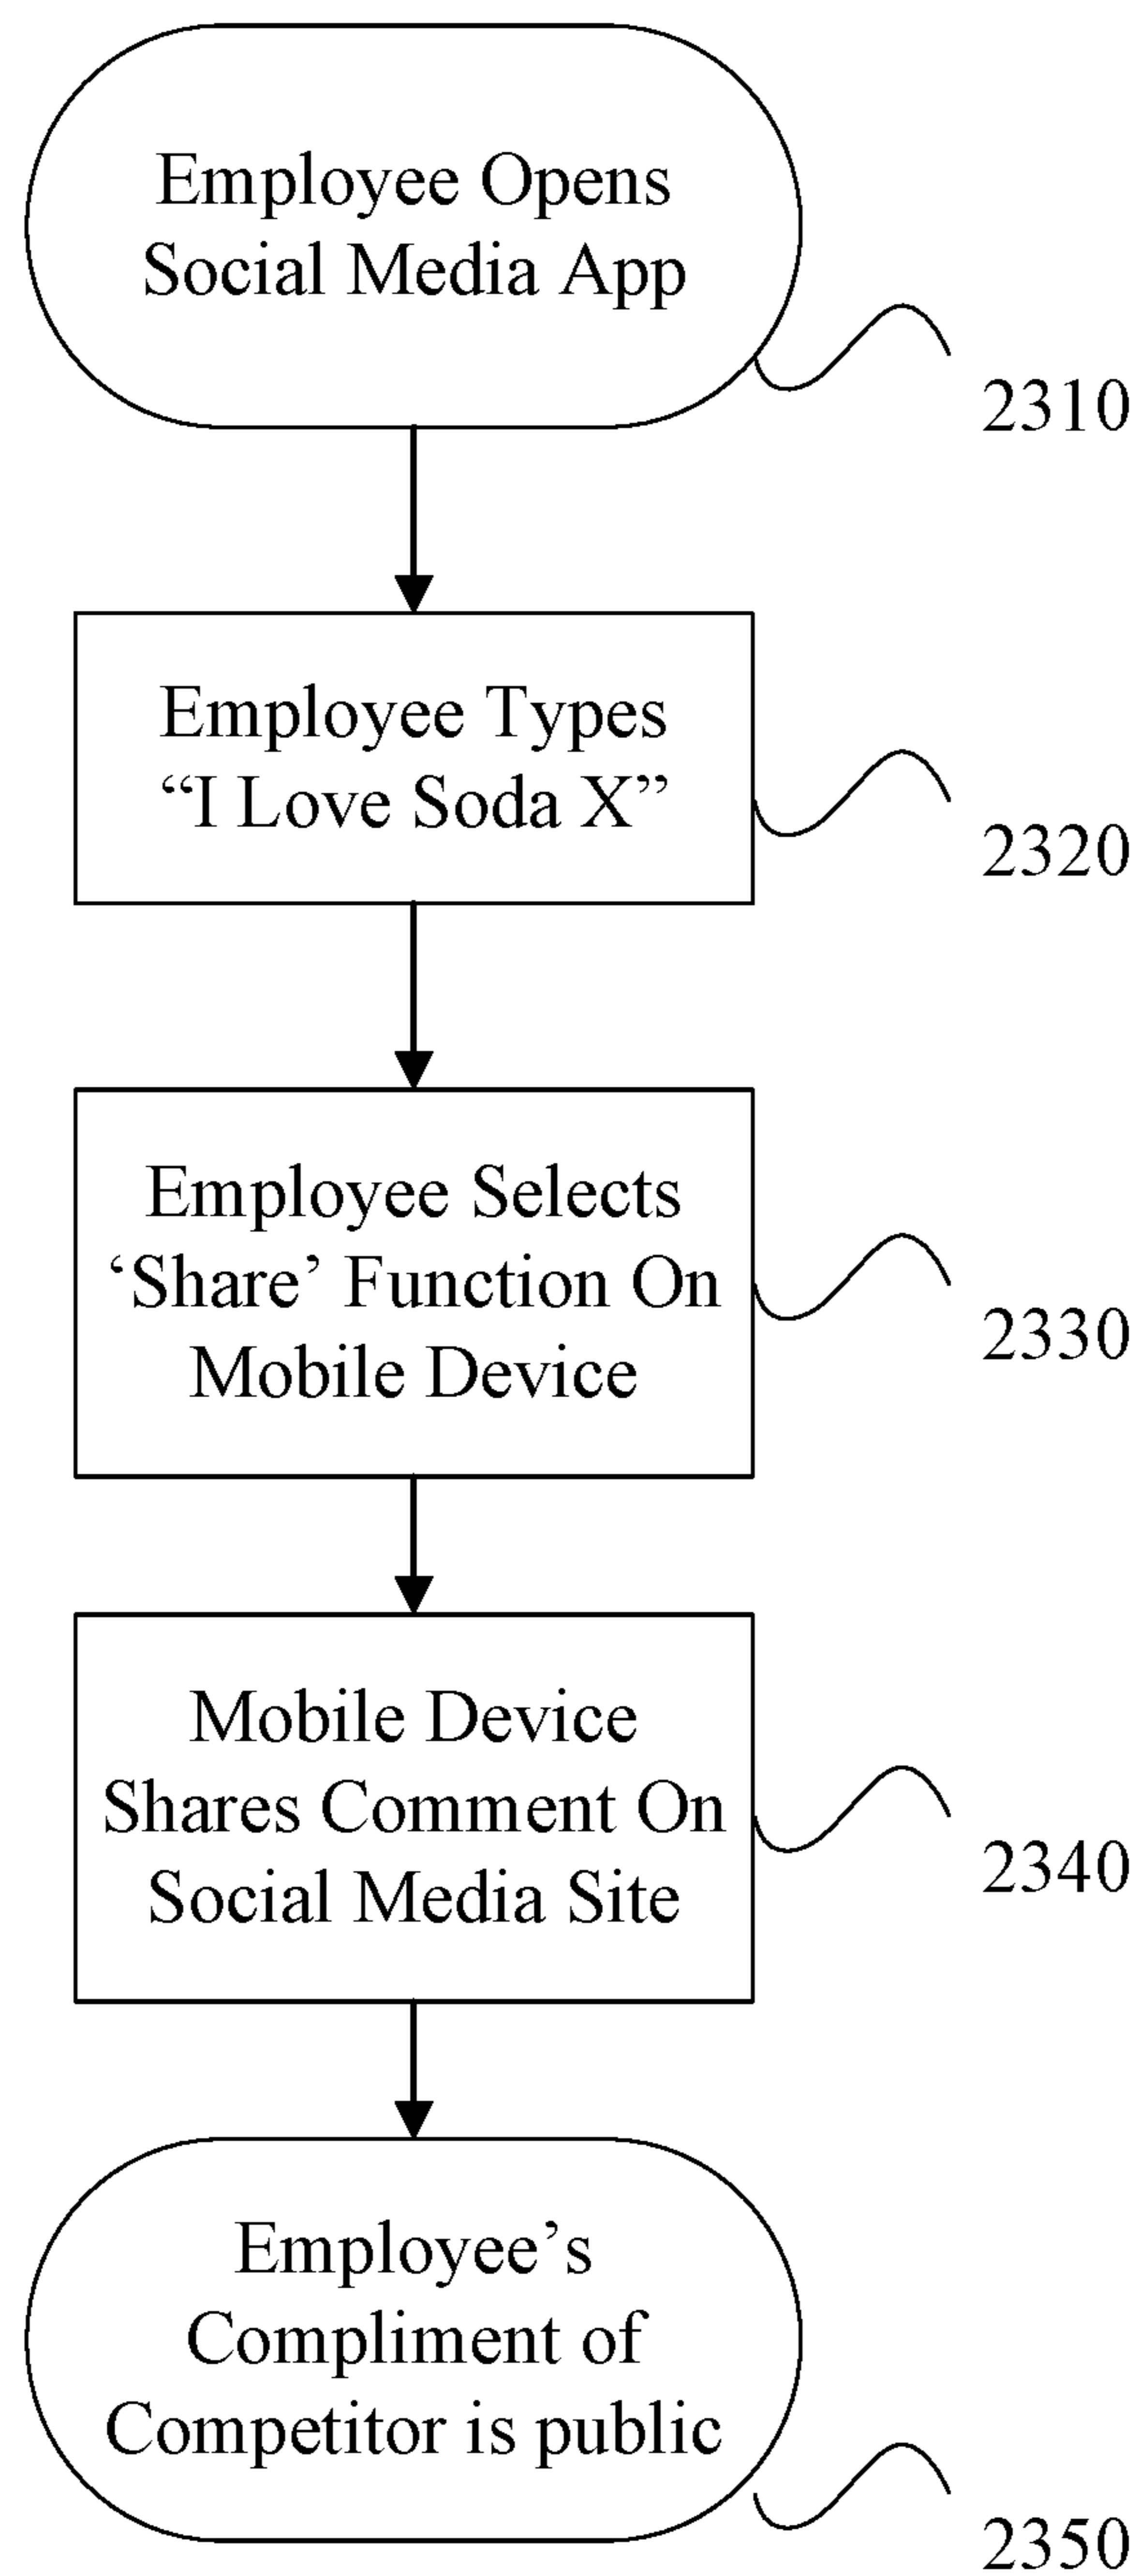 Employee Opens
Social Media App
2310
Employee Types
“I Love Soda X”
2320
Employee Selects
‘Share’ Function On
Mobile Device
2330
Mobile Device
Shares Comment On
Social Media Site
2340
Employee’s
Compliment of
Competitor is public
2350